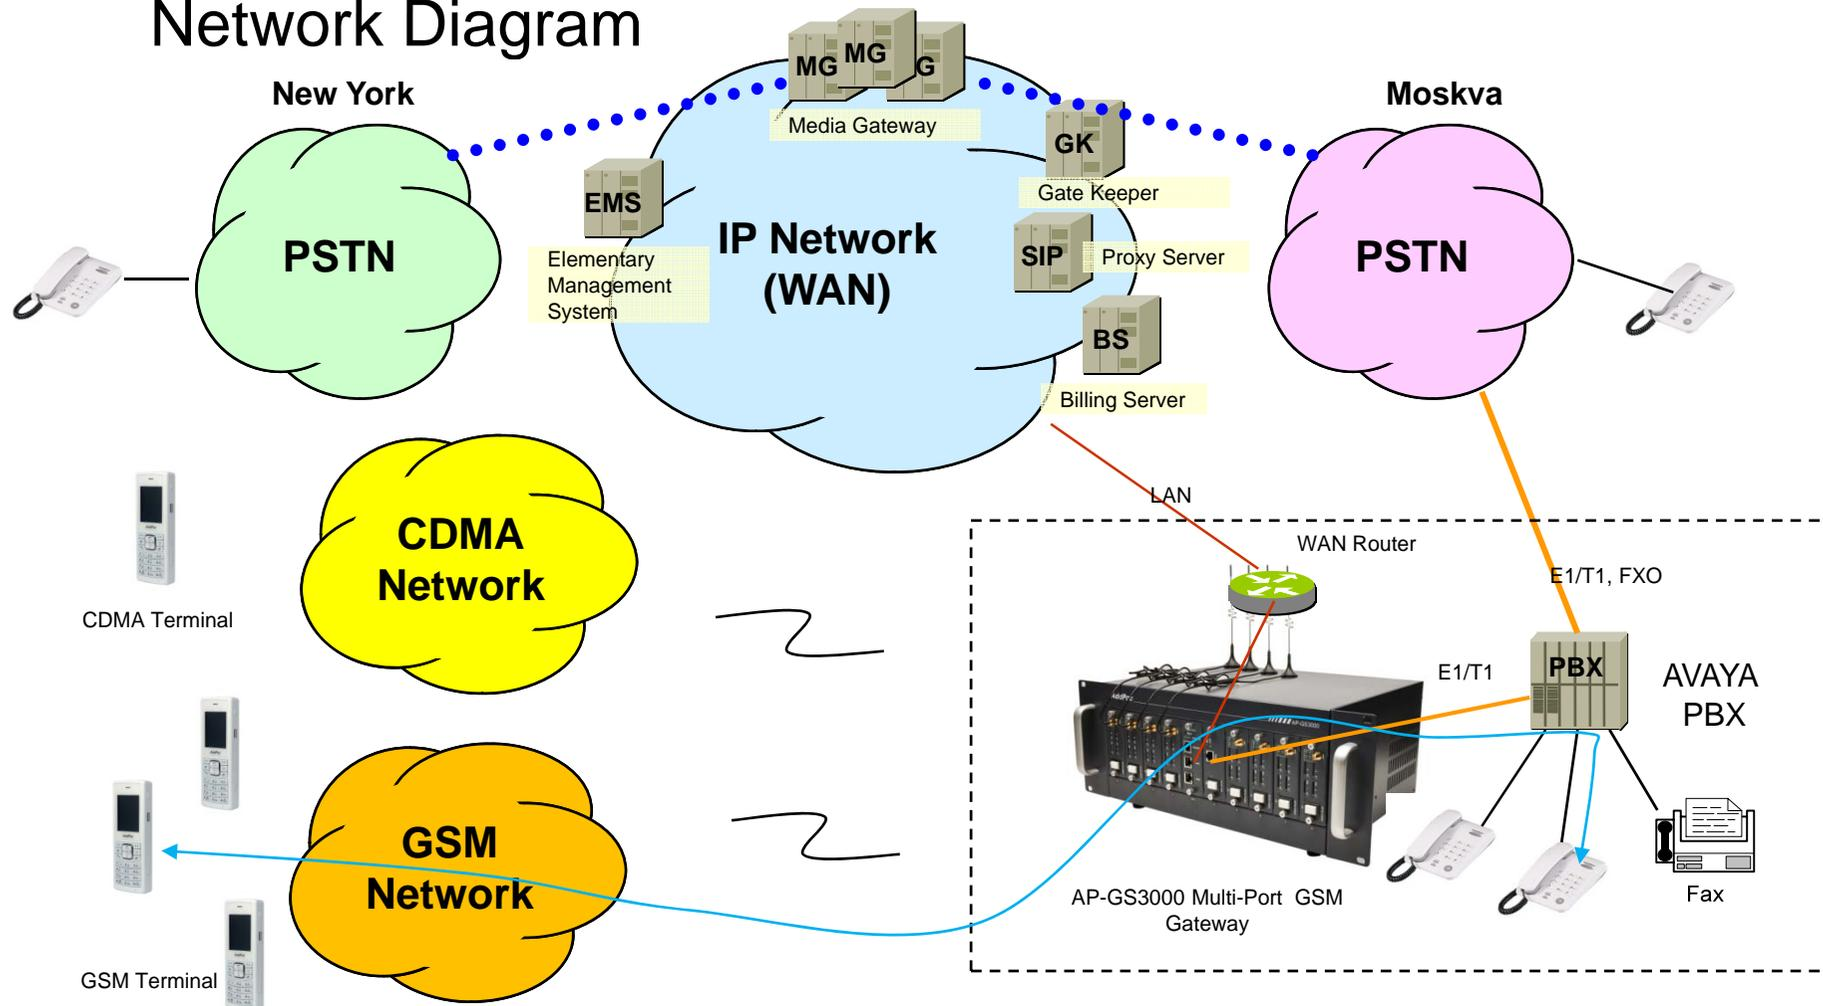 Network Diagram
New York
MG
MG
G
Media Gateway
Moskva
GK
Gate Keeper
EMS
Elementary
Management
System
PSTN
IP Network
(WAN)
SIP
Proxy Server
PSTN
BS
Billing Server
CDMA
Network
CDMA Terminal
LAN
WAN Router
E1/T1, FXO
E1/T1
PBX
AVAYA
PBX
AP-GS3000
GSM
Network
GSM Terminal
AP-GS3000 Multi-Port GSM
Gateway
Fax